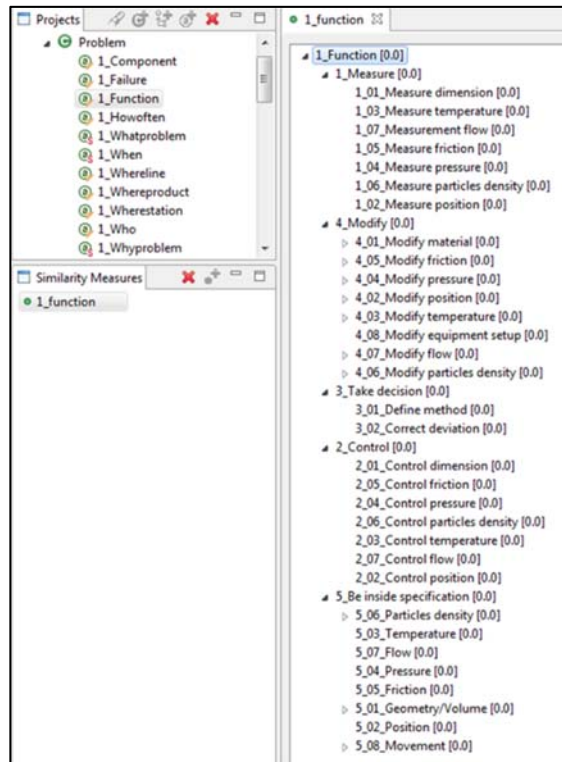 Projects
Problem
1_Component
1_Failure
1_Function
1_Howoften
1_Whatproblem
1_When
1_Whereline
1_Whereproduct
1_Wherestation
1_Who
1_Whyproblem
Similarity Measures
1_function
1_function
1_Function [0.0]
1_Measure [0.0]
1_01_Measure dimension [0.0]
1_03_Measure temperature [0.0]
1_07_Measurement flow [0.0]
1_05_Measure friction [0.0]
1_04_Measure pressure [0.0]
1_06_Measure particles density [0.0]
1_02_Measure position [0.0]
4_Modify [0.0]
4_01_Modify material [0.0]
4_05_Modify friction [0.0]
4_04_Modify pressure [0.0]
4_02_Modify position [0.0]
4_03_Modify temperature [0.0]
4_08_Modify equipment setup [0.0]
4_07_Modify flow [0.0]
4_06_Modify particles density [0.0]
3_Take decision [0.0]
3_01_Define method [0.0]
3_02_Correct deviation [0.0]
2_Control [0.0]
2_01_Control dimension [0.0]
2_05_Control friction [0.0]
2_04_Control pressure [0.0]
2_06_Control particles density [0.0]
2_03_Control temperature [0.0]
2_07_Control flow [0.0]
2_02_Control position [0.0]
5_Be inside specification [0.0]
5_06_Particles density [0.0]
5_03_Temperature [0.0]
5_07_Flow [0.0]
5_04_Pressure [0.0]
5_05_Friction [0.0]
5_01_Geometry/Volume [0.0]
5_02_Position [0.0]
5_08_Movement [0.0]